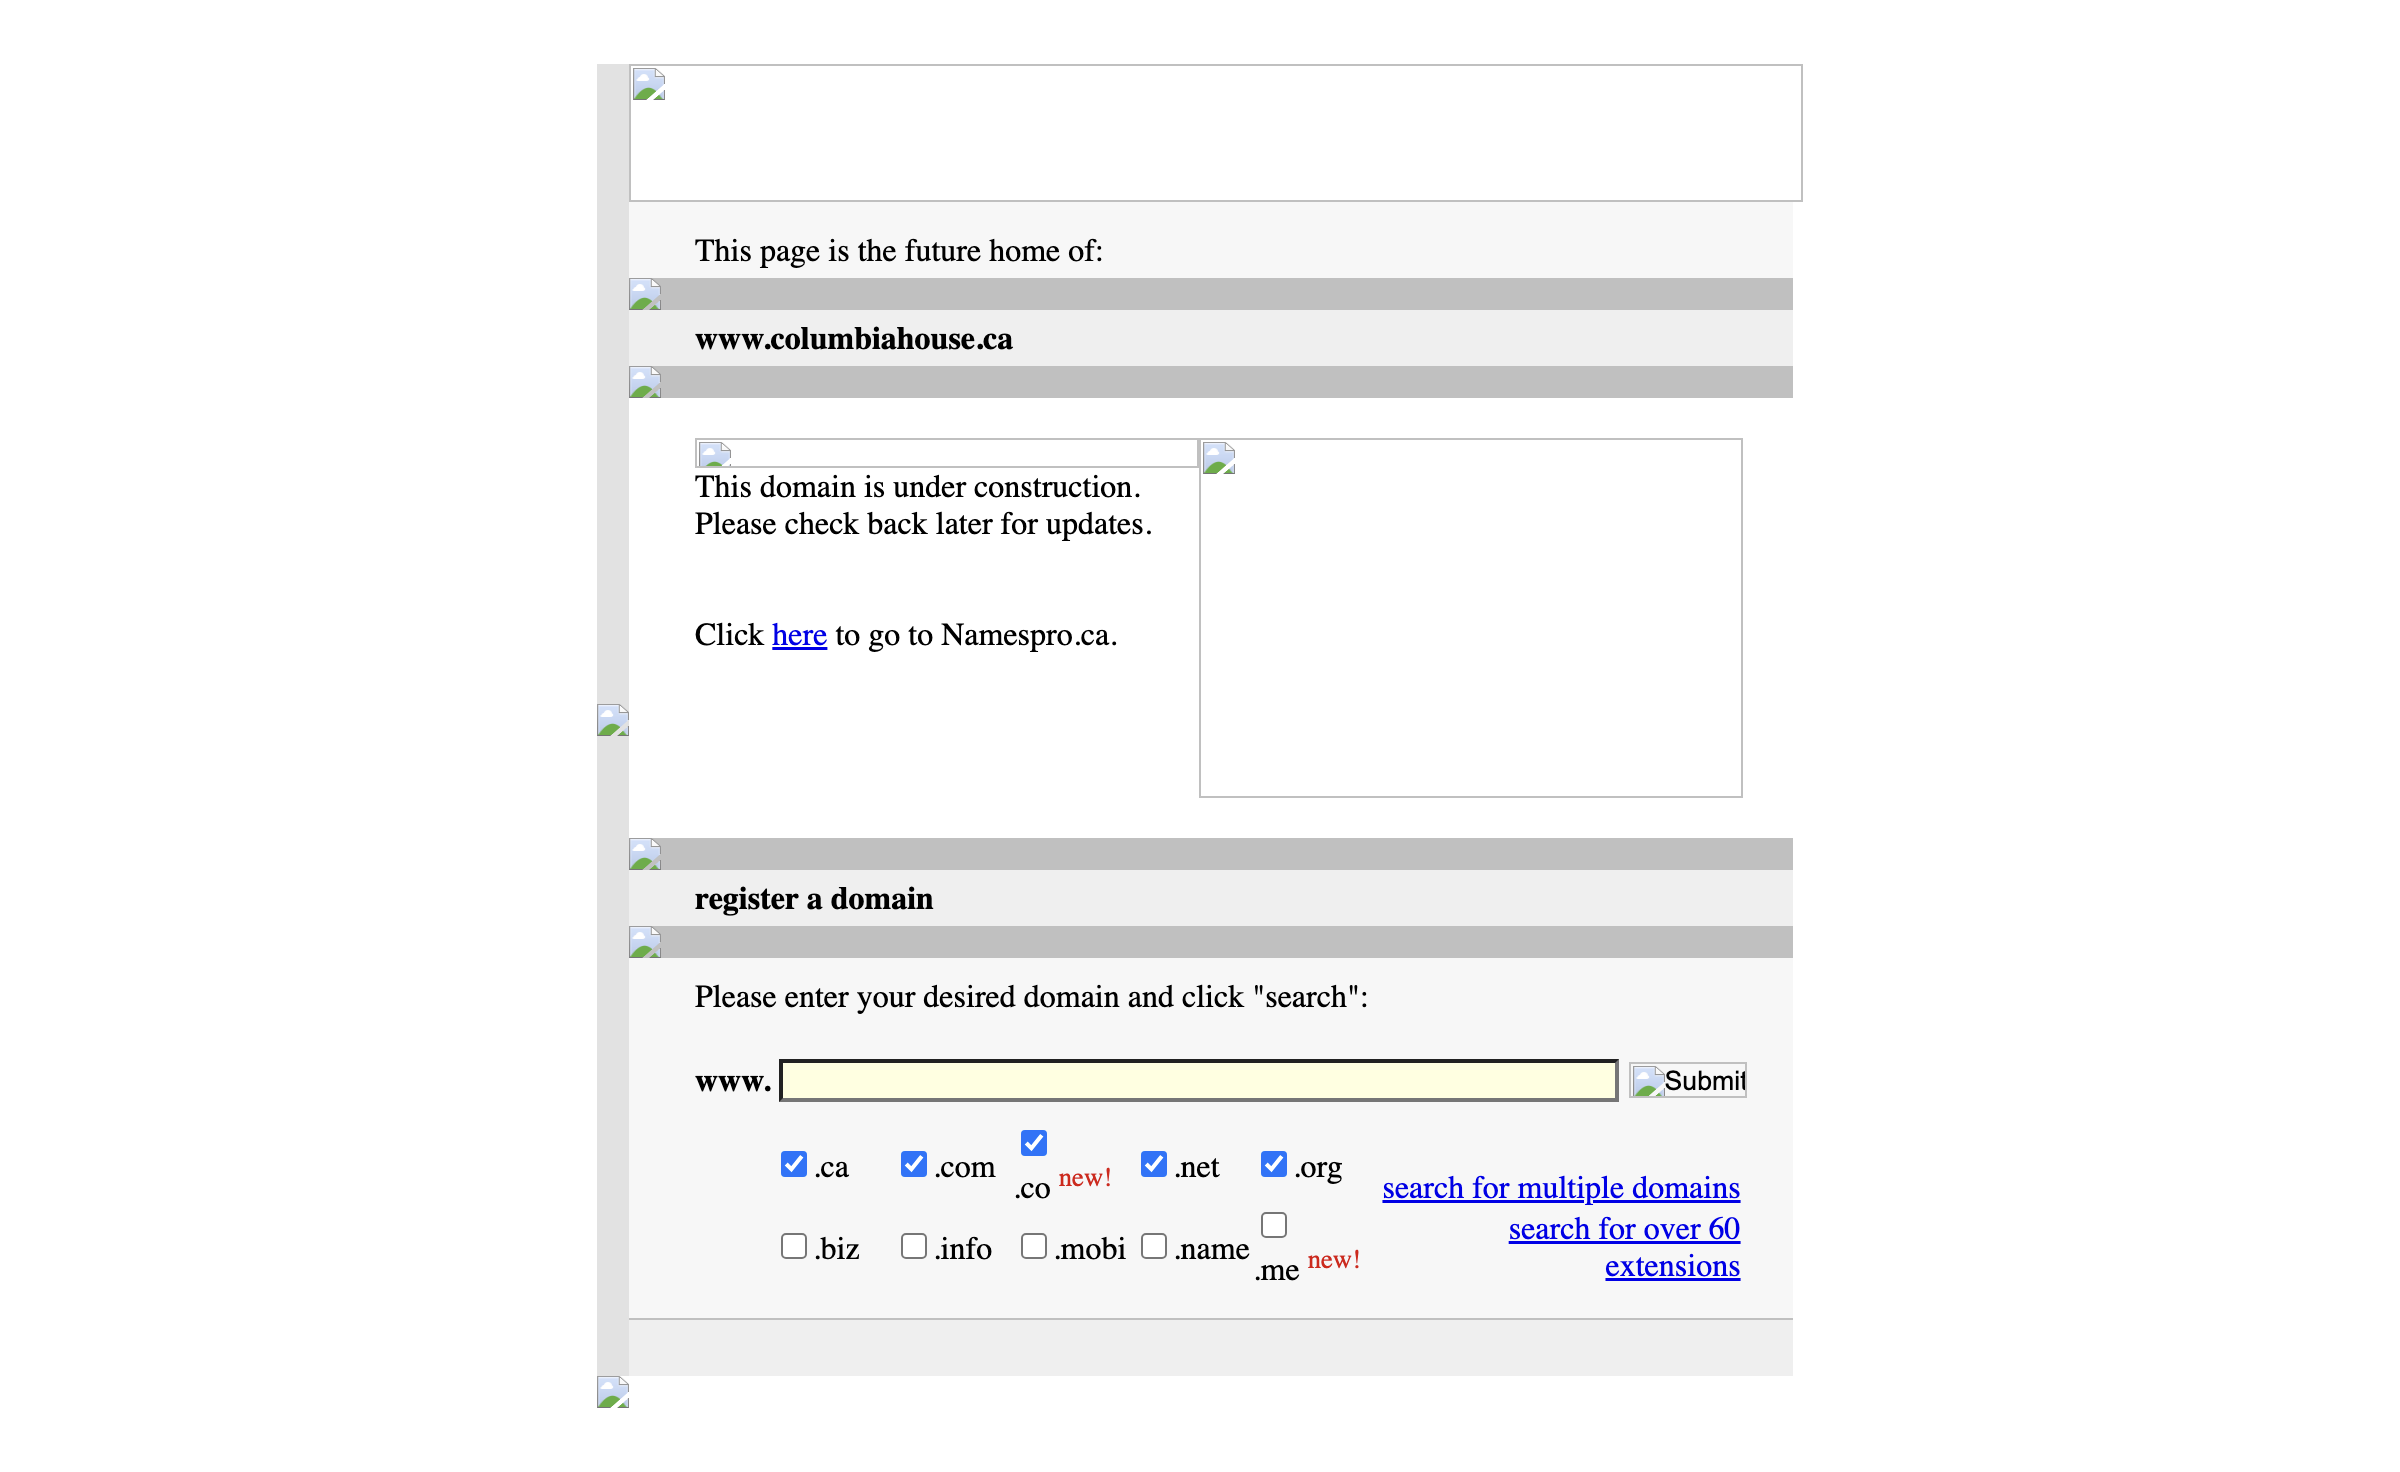 This page is the future home of:
www.columbiahouse.ca
This domain is under construction.
Please check back later for updates.
Click here to go to Namespro.ca.
register a domain
Please enter your desired domain and click "search":
www. Submit
.ca .com .co new! .net .org
search for multiple domains
.biz .info .mobi .name .me new!
search for over 60
extensions